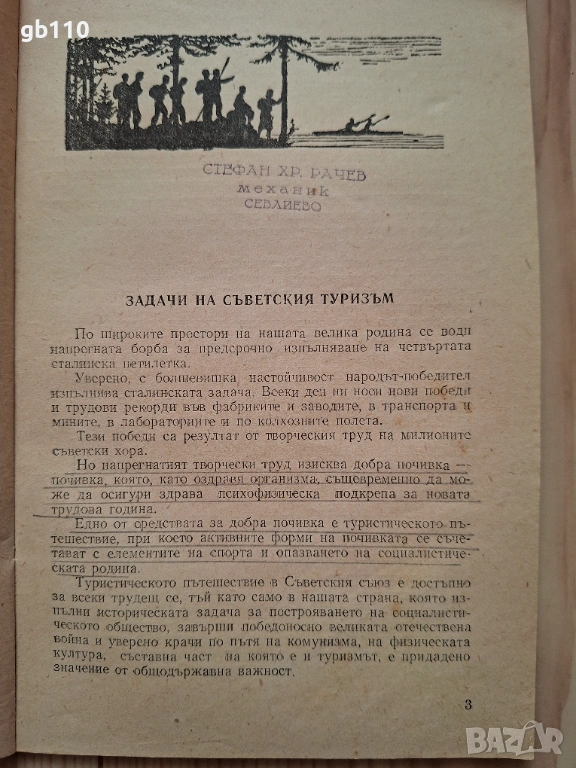 gb110
СТЕФАН ХР. РАЧЕВ
механик
СЕВЛИЕВО
ЗАДАЧИ НА СЪВЕТСКИЯ ТУРИЗЪМ
По широките простори на нашата велика родина се води
напрегната борба за предсрочно изпълняване на четвъртата
сталинска петилетка.
Уверено, с болшевишка настойчивост народът-победител
изпълнява сталинската задача. Всеки ден ни носи нови победи
и трудови рекорди във фабриките и заводите, в транспорта и
мините, в лабораториите и по колхозните полета.
Тези победи са резултат от творческия труд на милионите
съветски хора.
Но напрегнатият творчески труд изисква добра почивка —
почивка, която, като оздравя организма, същевременно да мо-
же да осигури здрава психофизическа подкрепа за новата
трудова година.
Едно от средствата за добра почивка е туристическото пъ-
тешествие, при което активните форми на почивката се съче-
тават с елементите на спорта и опазването на социалистиче-
ската родина.
Туристическото пътешествие в Съветския съюз е достъпно
за всеки трудещ се, тъй като само в нашата страна, която из-
пълни историческата задача за построяването на социалисти-
ческото общество, завърши победоносно великата отечествена
война и уверено крачи по пътя на комунизма, на физическата
култура, съставна част на която е и туризмът, е придадено
значение от общодържавна важност.
3
BAZAR